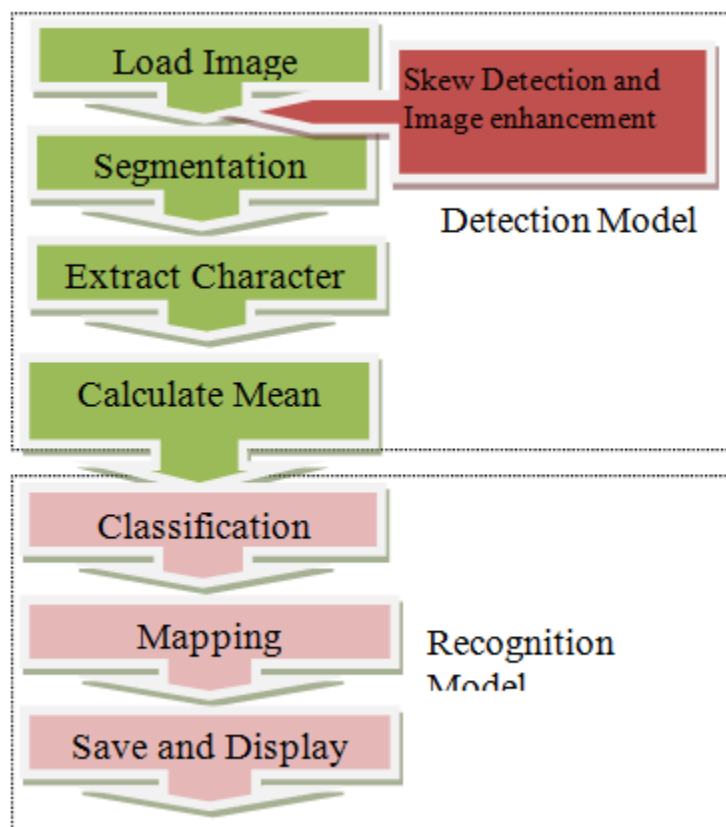 Load Image
Skew Detection and
Image enhancement
Segmentation
Detection Model
Extract Character
Calculate Mean
Classification
Mapping
Recognition
Model
Save and Display